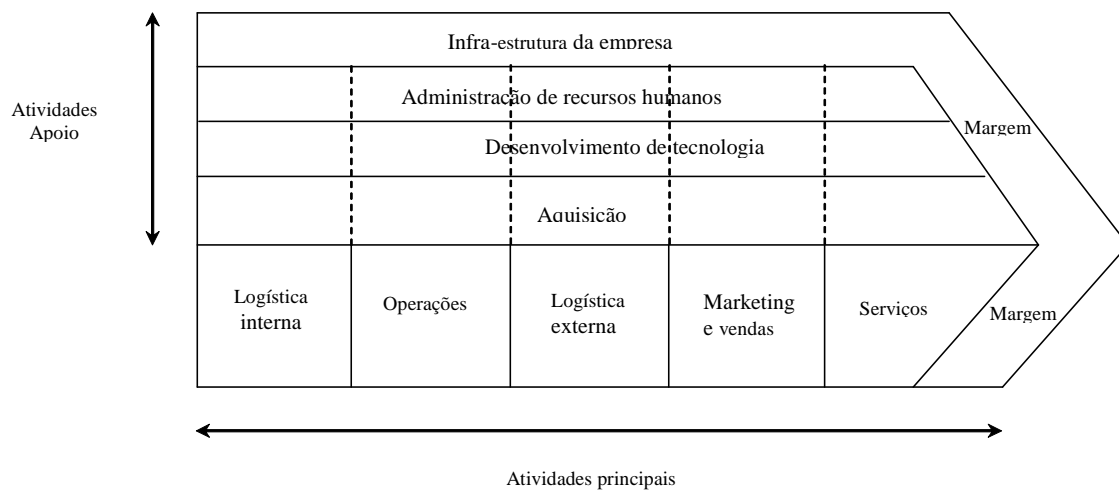 Infra-estrutura da empresa
Administração de recursos humanos
Atividades
Apoio
Margem
Desenvolvimento de tecnologia
Aquisição
Logística
interna
Operações
Logística
externa
Marketing
e vendas
Serviços
Margem
Atividades principais